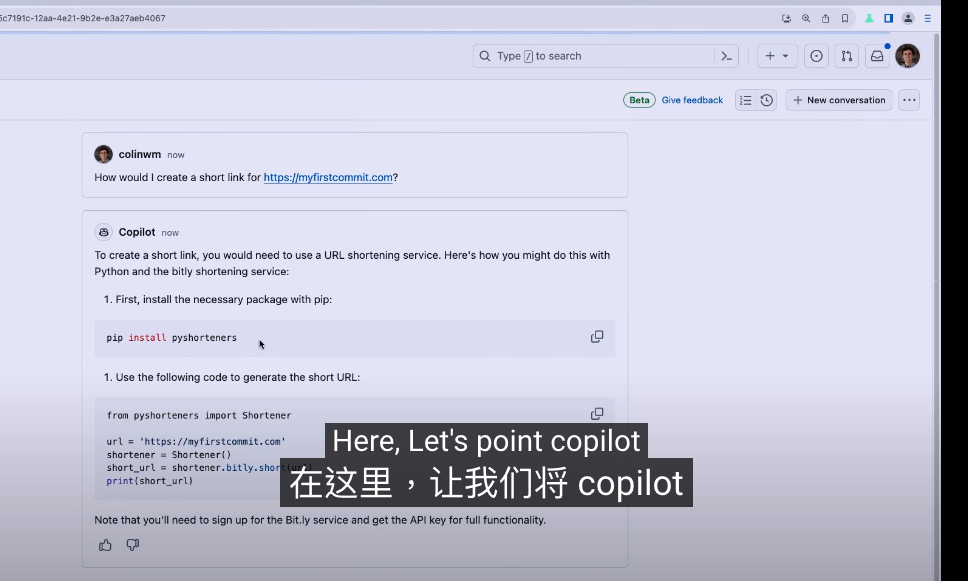 5c7191c-12aa-4e21-9b2e-e3a27aeb4067
Type / to search
Beta Give feedback New conversation
colinwm now
How would I create a short link for https://myfirstcommit.com?
Copilot now
To create a short link, you would need to use a URL shortening service. Here's how you might do this with
Python and the bitly shortening service:
1. First, install the necessary package with pip:
pip install pyshorteners
1. Use the following code to generate the short URL:
from pyshorteners import Shortener
url = 'https://myfirstcommit.com'
shortener = Shortener()
short_url = shortener.bitly.short(url)
print(short_url)
Here, Let's point copilot
在这里，让我们将 copilot
Note that you'll need to sign up for the Bit.ly service and get the API key for full functionality.